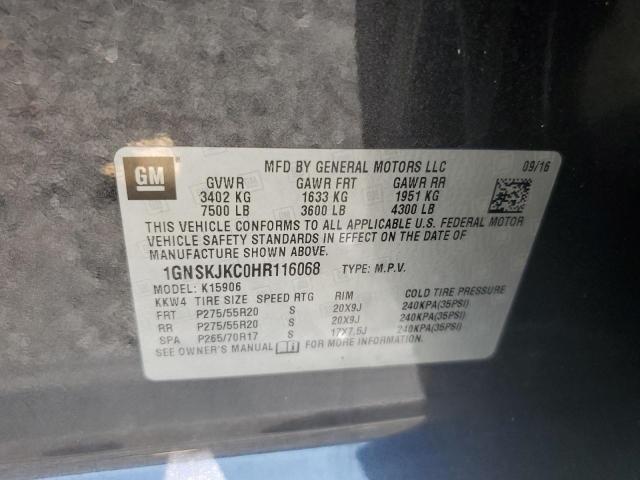 GM
MFD BY GENERAL MOTORS LLC 09/16
GVWR GAWR FRT GAWR RR
3402 KG 1633 KG 1951 KG
7500 LB 3600 LB 4300 LB
THIS VEHICLE CONFORMS TO ALL APPLICABLE U.S. FEDERAL MOTOR
VEHICLE SAFETY STANDARDS IN EFFECT ON THE DATE OF
MANUFACTURE SHOWN ABOVE.
1GNSKJKC0HR116068 TYPE: M.P.V.
MODEL: K15906
KKW4 TIRE SIZE SPEED RTG RIM COLD TIRE PRESSURE
FRT P275/55R20 S 20X9J 240KPA(35PSI)
RR P275/55R20 S 20X9J 240KPA(35PSI)
SPA P265/70R17 S 17X7.5J 240KPA(35PSI)
SEE OWNER'S MANUAL FOR MORE INFORMATION.